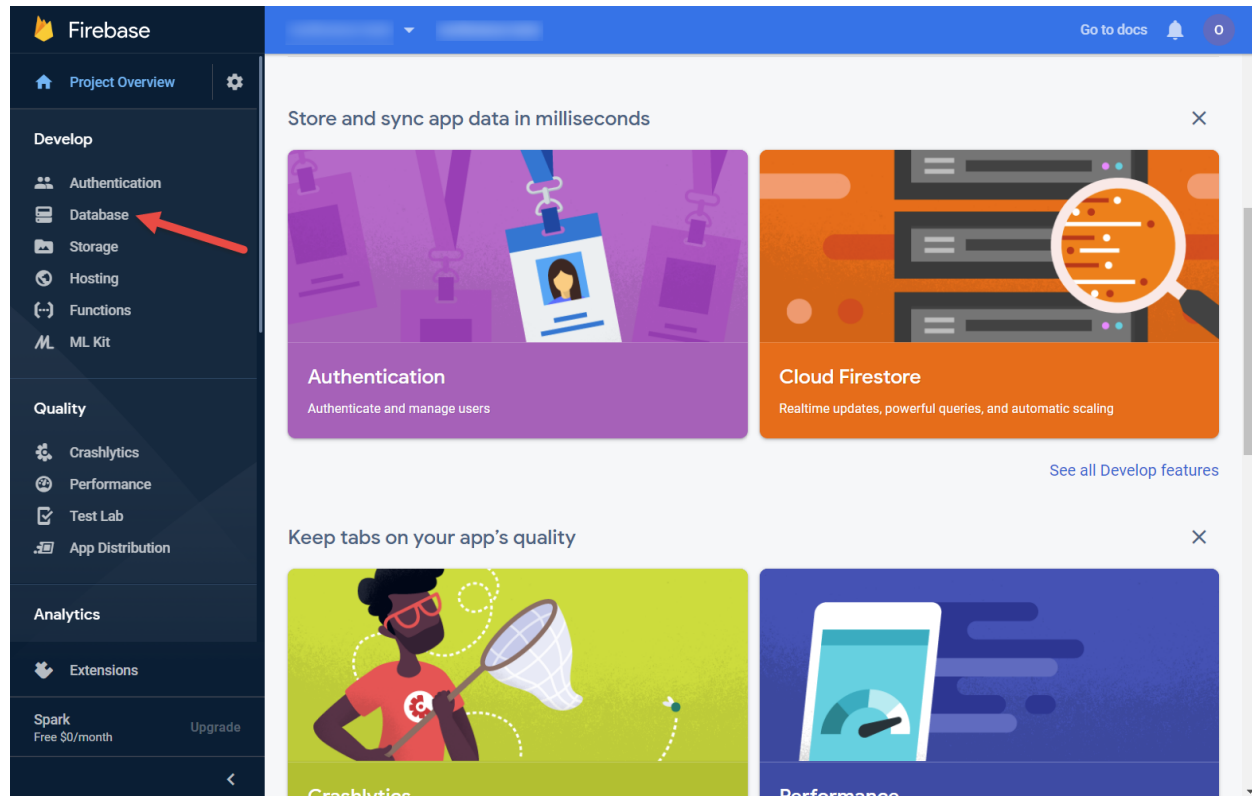 Firebase
Go to docs
O
Project Overview
Develop
Authentication
Database
Storage
Hosting
Functions
ML Kit
Quality
Crashlytics
Performance
Test Lab
App Distribution
Analytics
Extensions
Spark
Free $0/month
Upgrade
Store and sync app data in milliseconds
Authentication
Authenticate and manage users
Cloud Firestore
Realtime updates, powerful queries, and automatic scaling
See all Develop features
Keep tabs on your app's quality
Crashlytics
Performance